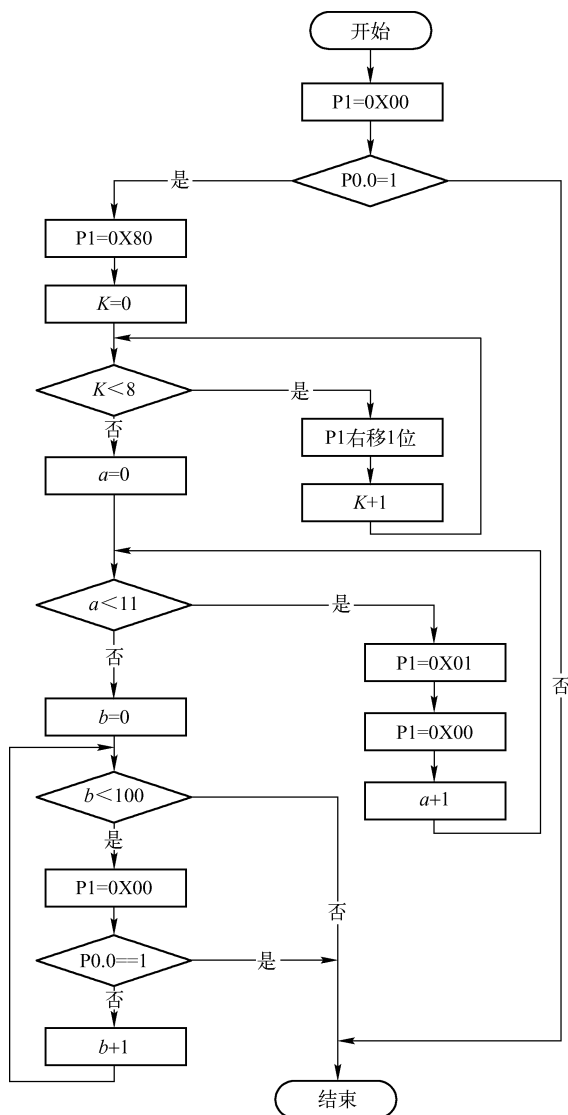 开始
P1=0X00
P0.0=1
是
P1=0X80
K=0
K＜8
是
否
P1右移1位
a=0
K+1
a＜11
是
否
P1=0X01
否
b=0
P1=0X00
b＜100
a+1
是
P1=0X00
否
P0.0==1
是
否
b+1
结束